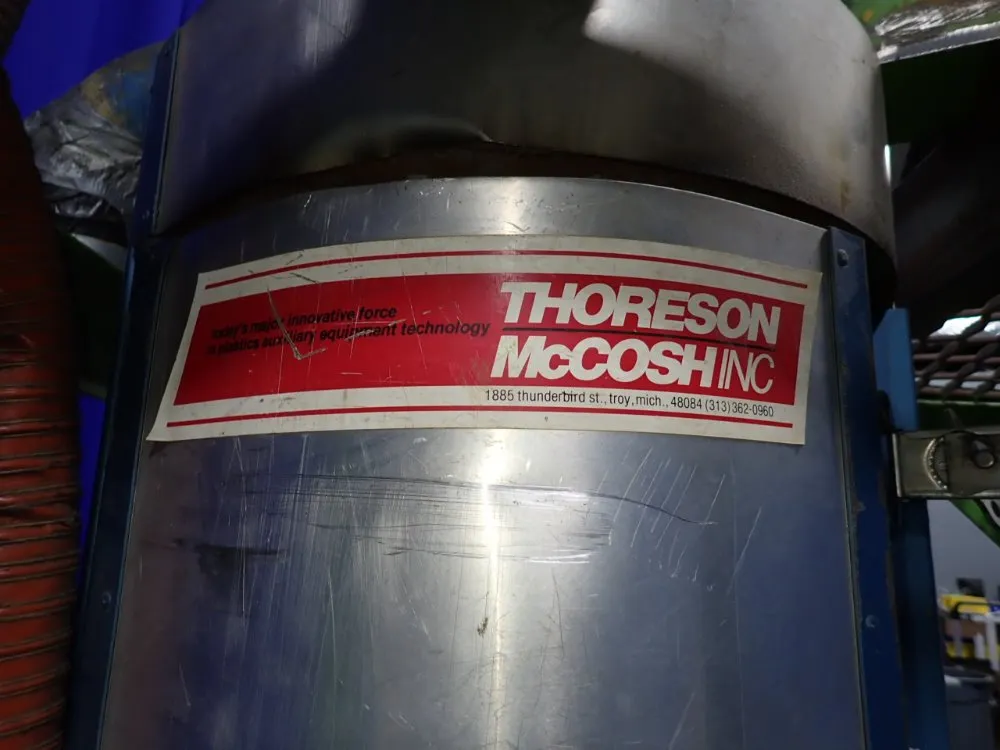 today's major innovative force
in plastics auxiliary equipment technology
THORESON
McCOSH INC
1885 thunderbird st., troy, mich., 48084 (313) 362-0960